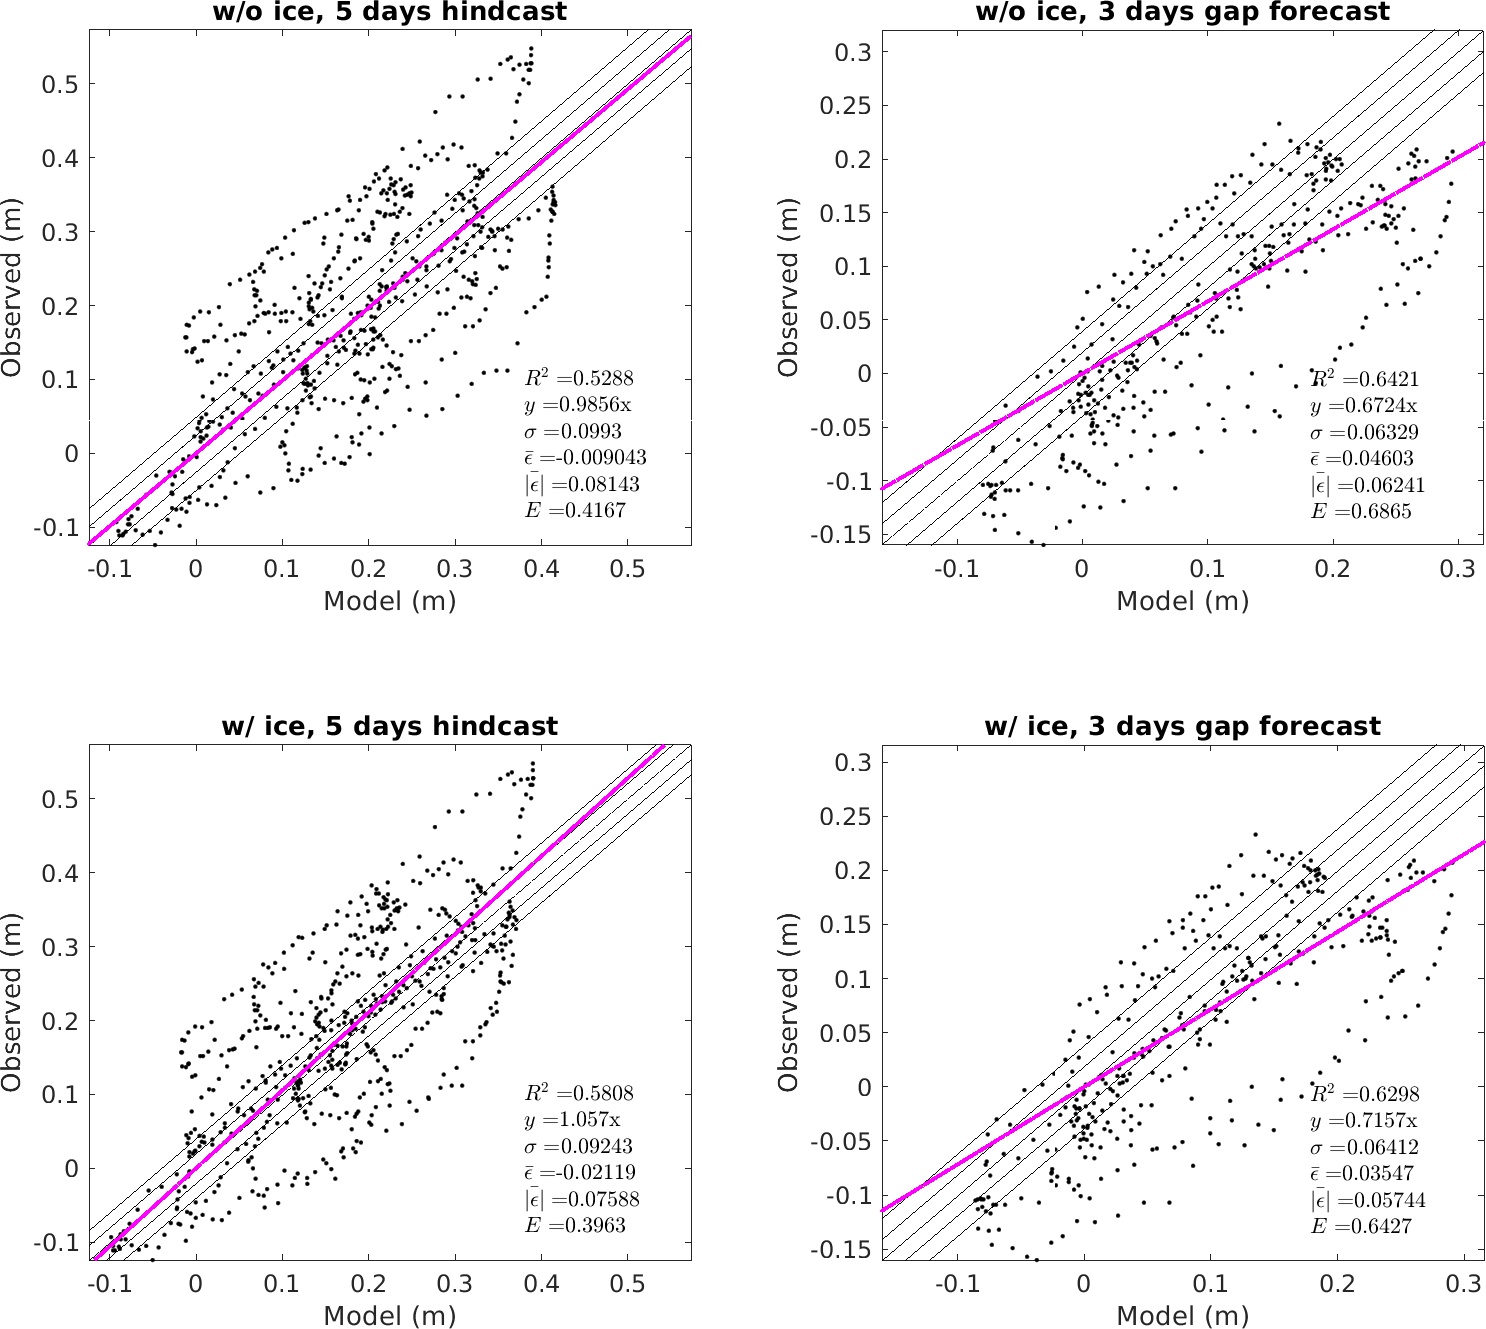 w/o ice, 5 days hindcast
0.5
0.4
0.3
0.2
0.1
0
-0.1
Observed (m)
R² =0.5288
y =0.9856x
σ =0.0993
ϵ̄ =-0.009043
|ϵ̄| =0.08143
E =0.4167
-0.1 0 0.1 0.2 0.3 0.4 0.5
Model (m)
w/o ice, 3 days gap forecast
0.3
0.25
0.2
0.15
0.1
0.05
0
-0.05
-0.1
-0.15
Observed (m)
R² =0.6421
y =0.6724x
σ =0.06329
ϵ̄ =0.04603
|ϵ̄| =0.06241
E =0.6865
-0.1 0 0.1 0.2 0.3
Model (m)
w/ ice, 5 days hindcast
0.5
0.4
0.3
0.2
0.1
0
-0.1
Observed (m)
R² =0.5808
y =1.057x
σ =0.09243
ϵ̄ =-0.02119
|ϵ̄| =0.07588
E =0.3963
-0.1 0 0.1 0.2 0.3 0.4 0.5
Model (m)
w/ ice, 3 days gap forecast
0.3
0.25
0.2
0.15
0.1
0.05
0
-0.05
-0.1
-0.15
Observed (m)
R² =0.6298
y =0.7157x
σ =0.06412
ϵ̄ =0.03547
|ϵ̄| =0.05744
E =0.6427
-0.1 0 0.1 0.2 0.3
Model (m)